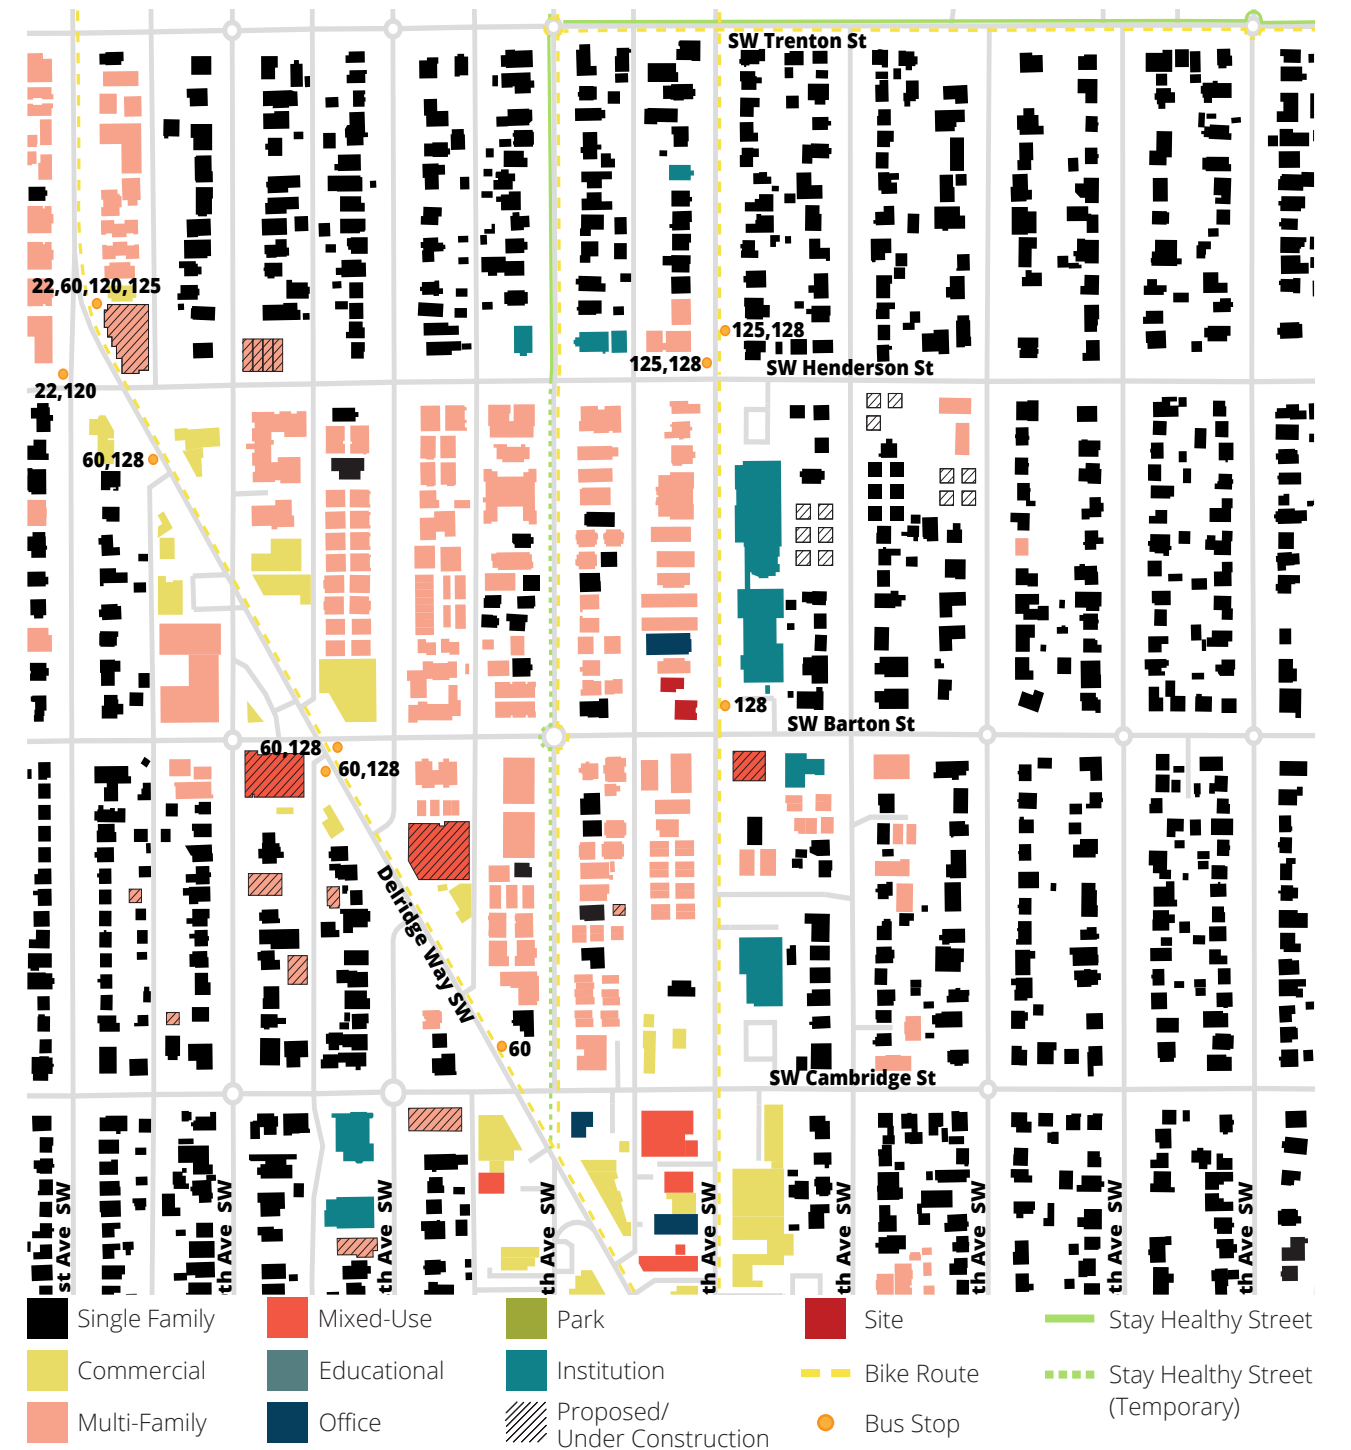 SW Trenton St
22,60,120,125
125,128
125,128
SW Henderson St
22,120
60,128
128
SW Barton St
60,128
60,128
Delridge Way SW
60
SW Cambridge St
st Ave SW
th Ave SW
th Ave SW
th Ave SW
th Ave SW
th Ave SW
th Ave SW
th Ave SW
th Ave SW
Single Family
Mixed-Use
Park
Site
Stay Healthy Street
Commercial
Educational
Institution
Bike Route
Stay Healthy Street
(Temporary)
Multi-Family
Office
Proposed/
Under Construction
Bus Stop